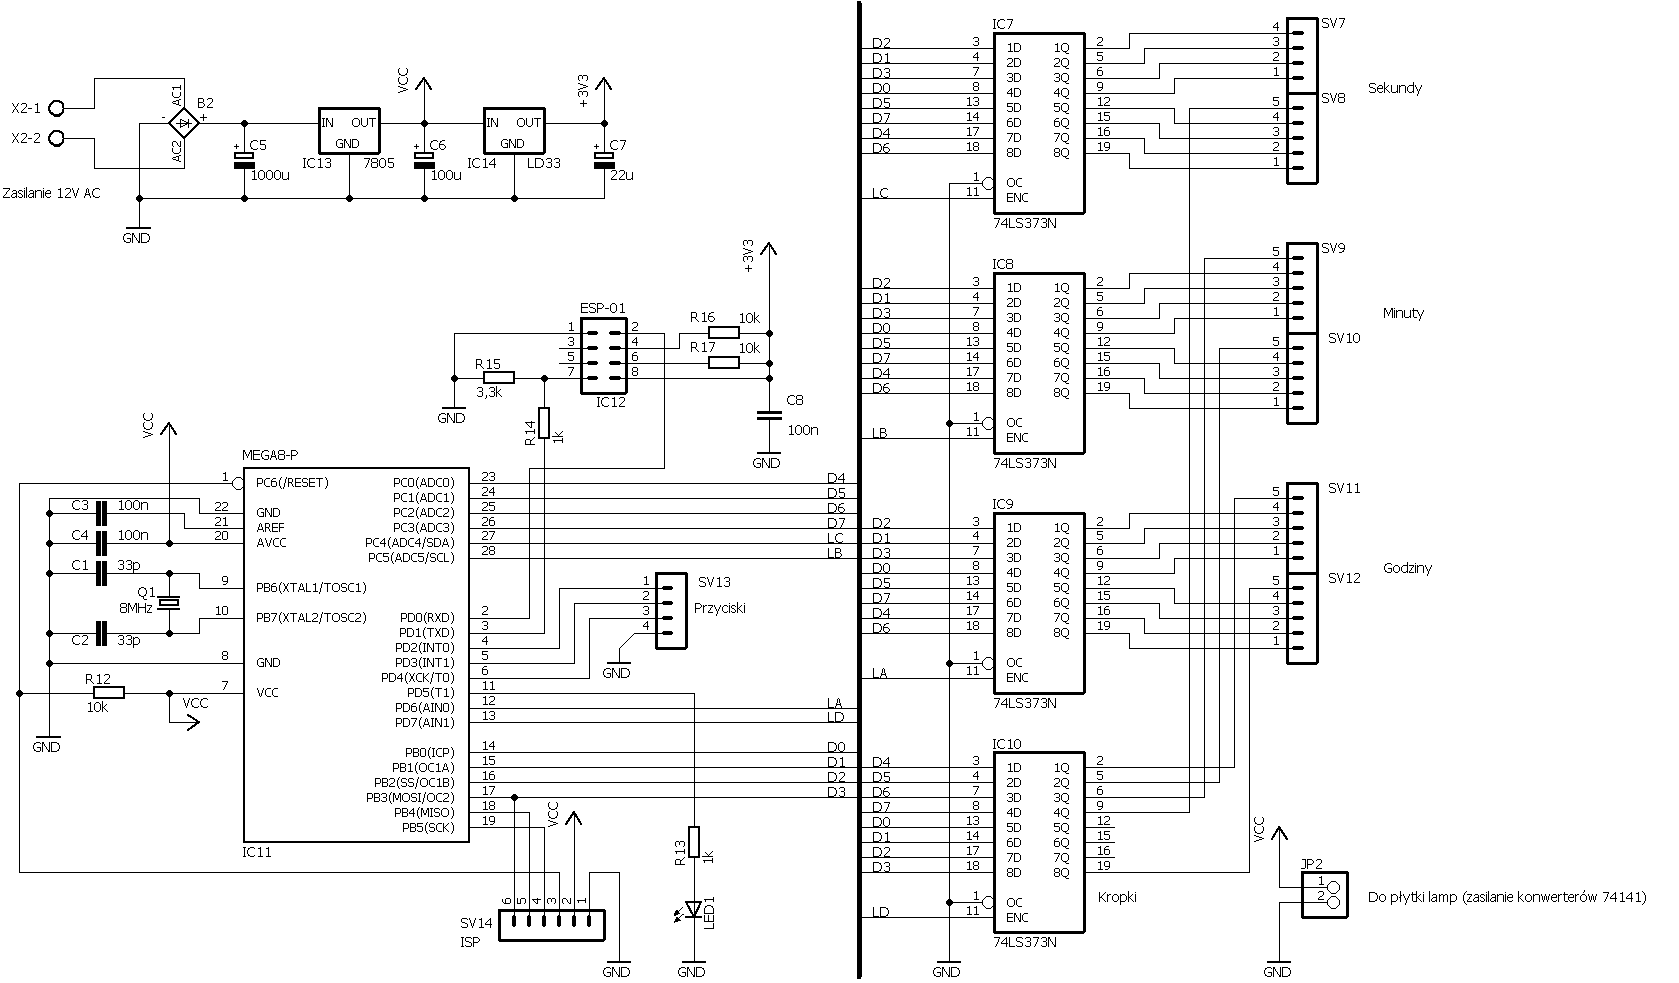 X2-1
X2-2
Zasilanie 12V AC
AC1
AC2
B2
-
+
C5
1000u
IN OUT
GND
IC13 7805
VCC
C6
100u
IN OUT
GND
IC14 LD33
+3V3
C7
22u
GND
+3V3
ESP-01
1 2
3 4
5 6
7 8
IC12
R16 10k
R17 10k
R15
3,3k
GND
R14
1k
C8
100n
GND
VCC
MEGA8-P
1 PC6(/RESET)
22 GND
21 AREF
20 AVCC
9 PB6(XTAL1/TOSC1)
10 PB7(XTAL2/TOSC2)
8 GND
7 VCC
C3 100n
C4 100n
C1 33p
Q1
8MHz
C2 33p
R12
10k
VCC
GND
PC0(ADC0) 23 D4
PC1(ADC1) 24 D5
PC2(ADC2) 25 D6
PC3(ADC3) 26 D7
PC4(ADC4/SDA) 27 LC
PC5(ADC5/SCL) 28 LB
PD0(RXD) 2
PD1(TXD) 3
PD2(INT0) 4
PD3(INT1) 5
PD4(XCK/T0) 6
PD5(T1) 11
PD6(AIN0) 12 LA
PD7(AIN1) 13 LD
PB0(ICP) 14 D0
PB1(OC1A) 15 D1
PB2(SS/OC1B) 16 D2
PB3(MOSI/OC2) 17 D3
PB4(MISO) 18
PB5(SCK) 19
IC11
SV13
Przyciski
1
2
3
4
GND
VCC
6 5 4 3 2 1
SV14
ISP
GND
R13
1k
LED1
GND
IC7
D2 3 1D 1Q 2
D1 4 2D 2Q 5
D3 7 3D 3Q 6
D0 8 4D 4Q 9
D5 13 5D 5Q 12
D7 14 6D 6Q 15
D4 17 7D 7Q 16
D6 18 8D 8Q 19
1 OC
LC 11 ENC
74LS373N
SV7
4
3
2
1
SV8
5
4
3
2
1
Sekundy
IC8
D2 3 1D 1Q 2
D1 4 2D 2Q 5
D3 7 3D 3Q 6
D0 8 4D 4Q 9
D5 13 5D 5Q 12
D7 14 6D 6Q 15
D4 17 7D 7Q 16
D6 18 8D 8Q 19
1 OC
LB 11 ENC
74LS373N
SV9
5
4
3
2
1
SV10
5
4
3
2
1
Minuty
IC9
D2 3 1D 1Q 2
D1 4 2D 2Q 5
D3 7 3D 3Q 6
D0 8 4D 4Q 9
D5 13 5D 5Q 12
D7 14 6D 6Q 15
D4 17 7D 7Q 16
D6 18 8D 8Q 19
1 OC
LA 11 ENC
74LS373N
SV11
5
4
3
2
1
SV12
5
4
3
2
1
Godziny
IC10
D4 3 1D 1Q 2
D5 4 2D 2Q 5
D6 7 3D 3Q 6
D7 8 4D 4Q 9
D0 13 5D 5Q 12
D1 14 6D 6Q 15
D2 17 7D 7Q 16
D3 18 8D 8Q 19
1 OC
LD 11 ENC
74LS373N
Kropki
GND
VCC
JP2
1
2
Do płytki lamp (zasilanie konwerterów 74141)
GND